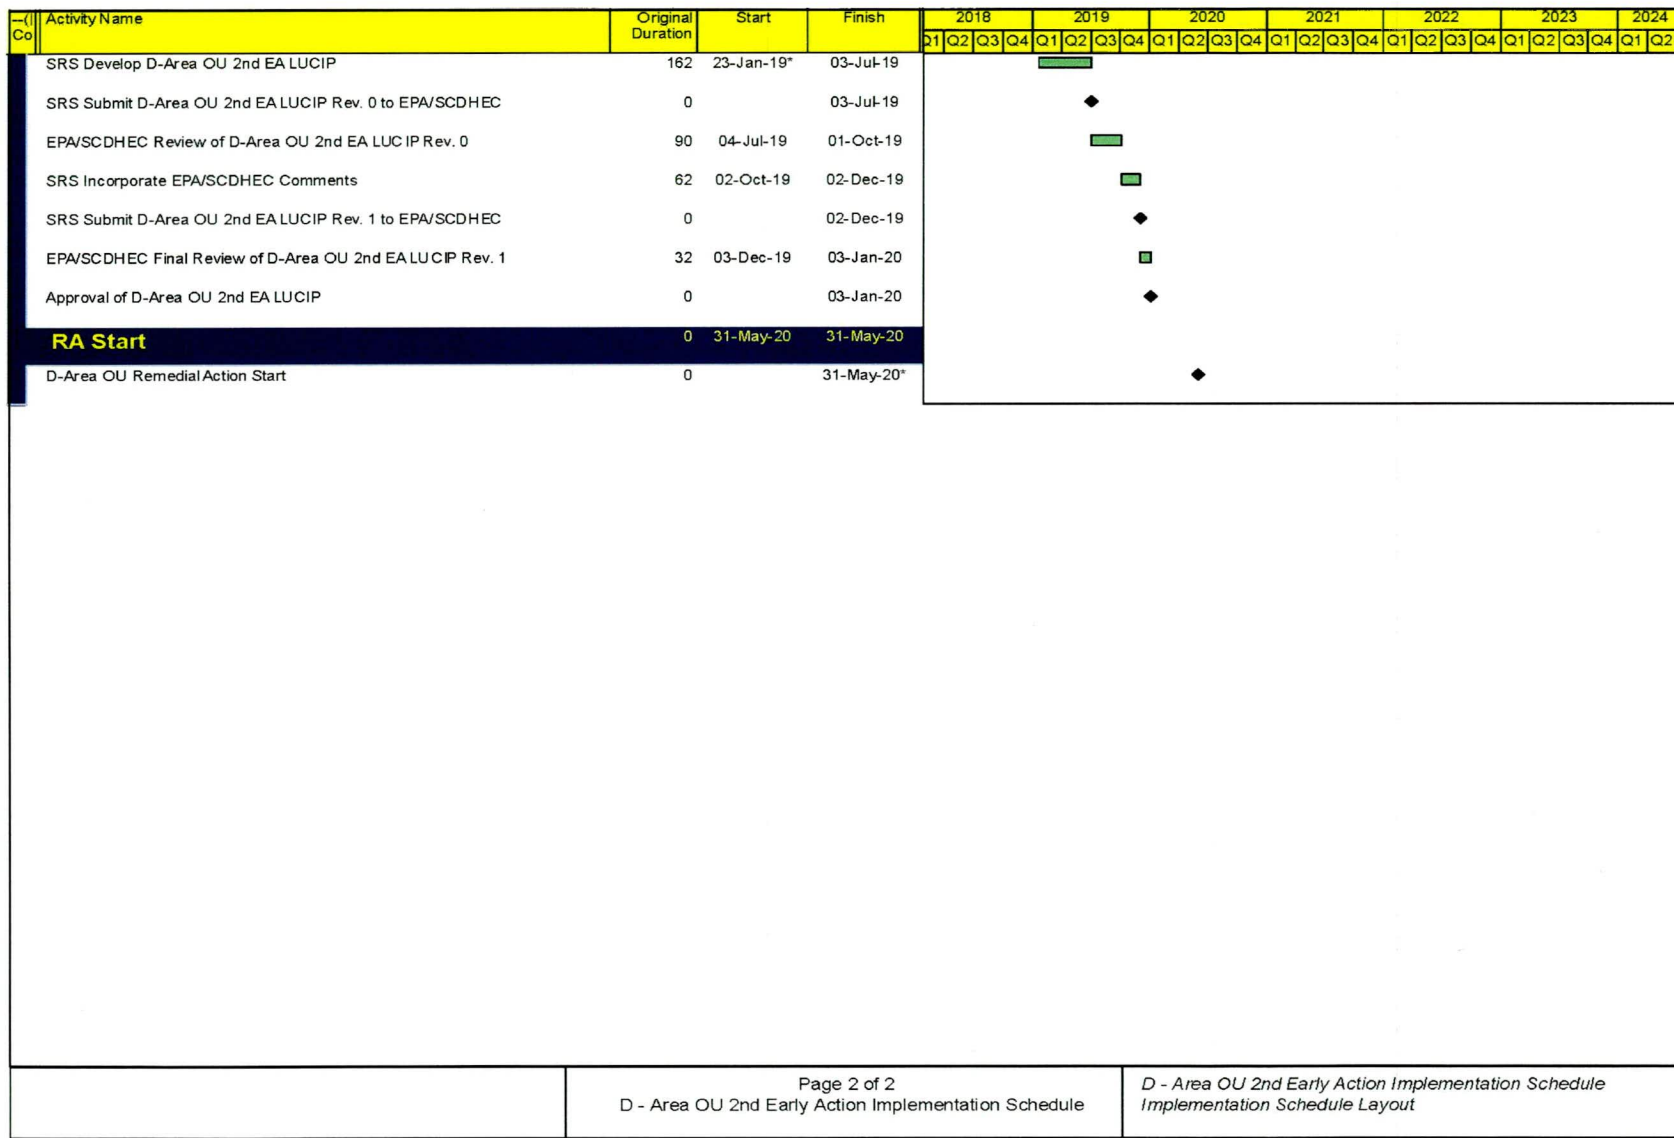 --(I Activity Name Original Start Finish 2018 2019 2020 2021 2022 2023 2024
Co Duration Q1 Q2 Q3 Q4 Q1 Q2 Q3 Q4 Q1 Q2 Q3 Q4 Q1 Q2 Q3 Q4 Q1 Q2 Q3 Q4 Q1 Q2 Q3 Q4 Q1 Q2
SRS Develop D-Area OU 2nd EA LUCIP 162 23-Jan-19* 03-Jul-19
SRS Submit D-Area OU 2nd EA LUCIP Rev. 0 to EPA/SCDHEC 0 03-Jul-19
EPA/SCDHEC Review of D-Area OU 2nd EA LUCIP Rev. 0 90 04-Jul-19 01-Oct-19
SRS Incorporate EPA/SCDHEC Comments 62 02-Oct-19 02-Dec-19
SRS Submit D-Area OU 2nd EA LUCIP Rev. 1 to EPA/SCDHEC 0 02-Dec-19
EPA/SCDHEC Final Review of D-Area OU 2nd EA LUCIP Rev. 1 32 03-Dec-19 03-Jan-20
Approval of D-Area OU 2nd EA LUCIP 0 03-Jan-20
RA Start 0 31-May-20 31-May-20
D-Area OU Remedial Action Start 0 31-May-20*
Page 2 of 2
D - Area OU 2nd Early Action Implementation Schedule
D - Area OU 2nd Early Action Implementation Schedule
Implementation Schedule Layout